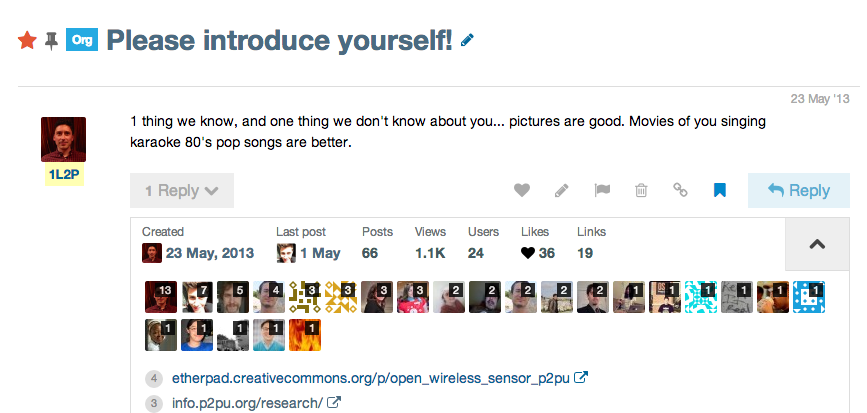 Org Please introduce yourself!
23 May '13
1 thing we know, and one thing we don't know about you... pictures are good. Movies of you singing
karaoke 80's pop songs are better.
1L2P
1 Reply
Reply
Created Last post Posts Views Users Likes Links
23 May, 2013 1 May 66 1.1K 24 36 19
13 7 5 4 3 3 3 3 2 2 2 2 2 1 1 1 1 1 1
1 1 1 1 1
4 etherpad.creativecommons.org/p/open_wireless_sensor_p2pu
3 info.p2pu.org/research/